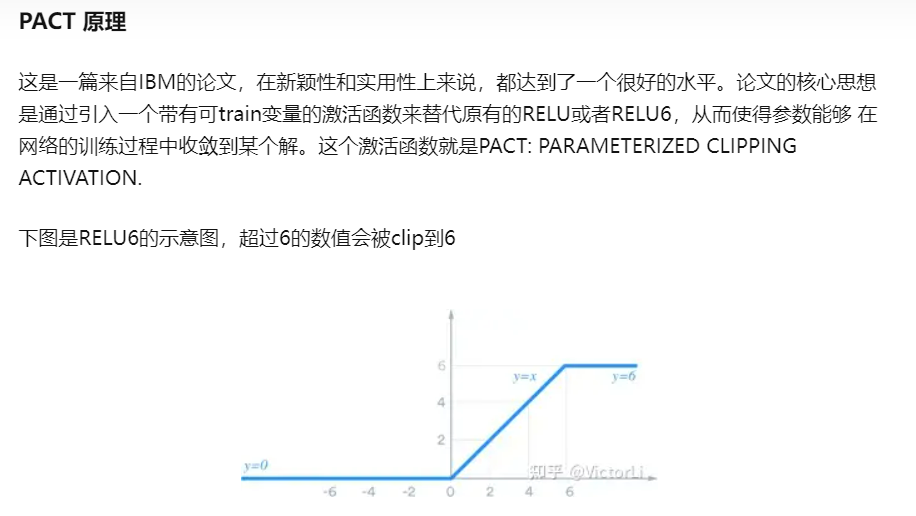 PACT 原理
这是一篇来自IBM的论文，在新颖性和实用性上来说，都达到了一个很好的水平。论文的核心思想
是通过引入一个带有可train变量的激活函数来替代原有的RELU或者RELU6，从而使得参数能够 在
网络的训练过程中收敛到某个解。这个激活函数就是PACT: PARAMETERIZED CLIPPING
ACTIVATION.
下图是RELU6的示意图，超过6的数值会被clip到6
6
y=x
y=6
4
2
y=0
知乎 @VictorLi
-6 -4 -2 0 2 4 6